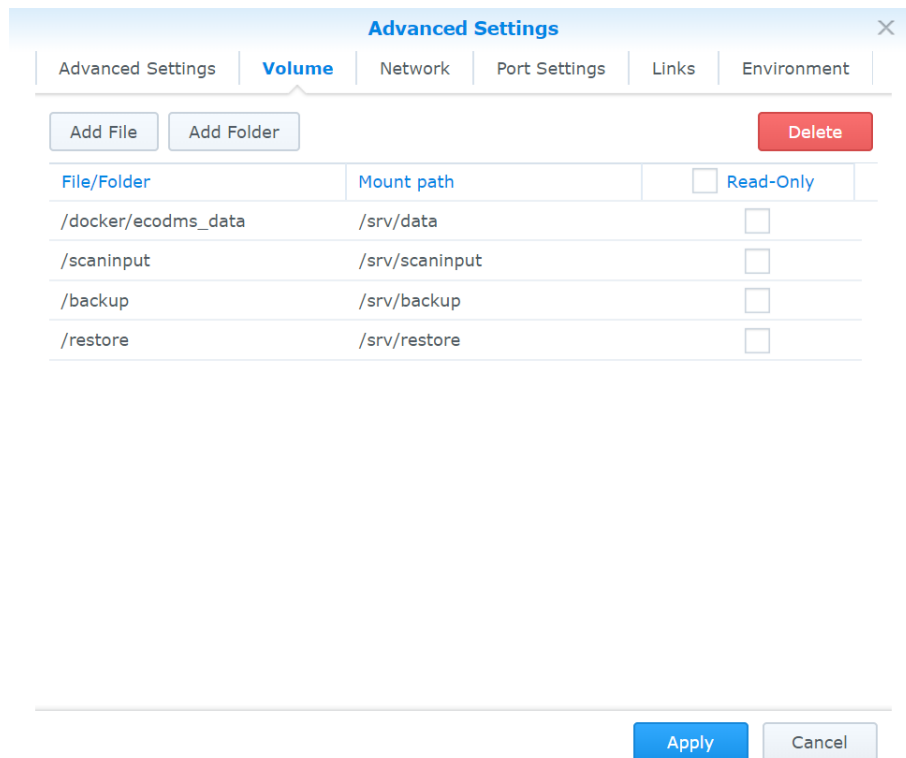 Advanced Settings
Advanced Settings Volume Network Port Settings Links Environment
Add File Add Folder Delete
File/Folder Mount path Read-Only
/docker/ecodms_data /srv/data
/scaninput /srv/scaninput
/backup /srv/backup
/restore /srv/restore
Apply Cancel